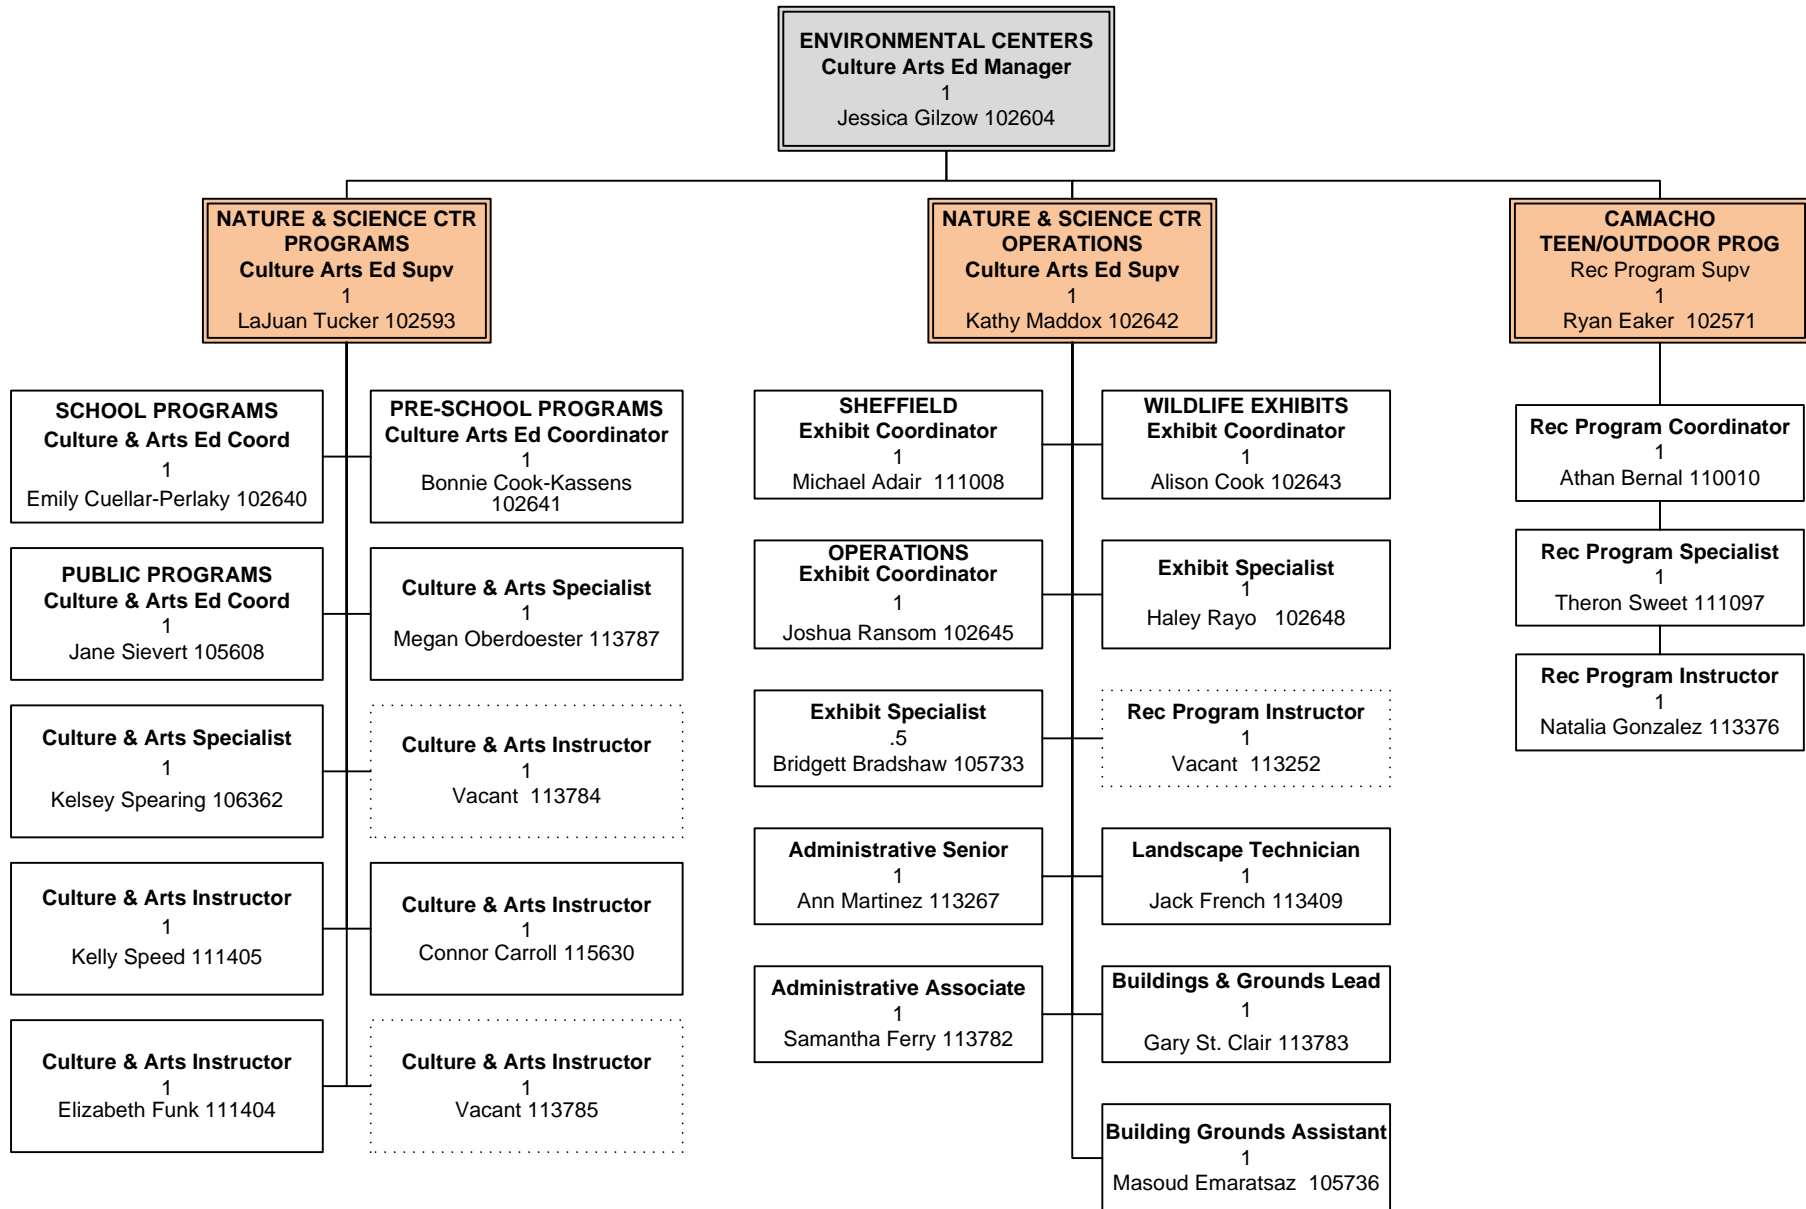 ENVIRONMENTAL CENTERS
Culture Arts Ed Manager
1
Jessica Gilzow 102604
NATURE & SCIENCE CTR
PROGRAMS
Culture Arts Ed Supv
1
LaJuan Tucker 102593
NATURE & SCIENCE CTR
OPERATIONS
Culture Arts Ed Supv
1
Kathy Maddox 102642
CAMACHO
TEEN/OUTDOOR PROG
Rec Program Supv
1
Ryan Eaker 102571
SCHOOL PROGRAMS
Culture & Arts Ed Coord
1
Emily Cuellar-Perlaky 102640
PRE-SCHOOL PROGRAMS
Culture Arts Ed Coordinator
1
Bonnie Cook-Kassens
102641
PUBLIC PROGRAMS
Culture & Arts Ed Coord
1
Jane Sievert 105608
Culture & Arts Specialist
1
Megan Oberdoester 113787
Culture & Arts Specialist
1
Kelsey Spearing 106362
Culture & Arts Instructor
1
Vacant 113784
Culture & Arts Instructor
1
Kelly Speed 111405
Culture & Arts Instructor
1
Connor Carroll 115630
Culture & Arts Instructor
1
Elizabeth Funk 111404
Culture & Arts Instructor
1
Vacant 113785
SHEFFIELD
Exhibit Coordinator
1
Michael Adair 111008
WILDLIFE EXHIBITS
Exhibit Coordinator
1
Alison Cook 102643
OPERATIONS
Exhibit Coordinator
1
Joshua Ransom 102645
Exhibit Specialist
1
Haley Rayo 102648
Exhibit Specialist
.5
Bridgett Bradshaw 105733
Rec Program Instructor
1
Vacant 113252
Administrative Senior
1
Ann Martinez 113267
Landscape Technician
1
Jack French 113409
Administrative Associate
1
Samantha Ferry 113782
Buildings & Grounds Lead
1
Gary St. Clair 113783
Building Grounds Assistant
1
Masoud Emaratsaz 105736
Rec Program Coordinator
1
Athan Bernal 110010
Rec Program Specialist
1
Theron Sweet 111097
Rec Program Instructor
1
Natalia Gonzalez 113376